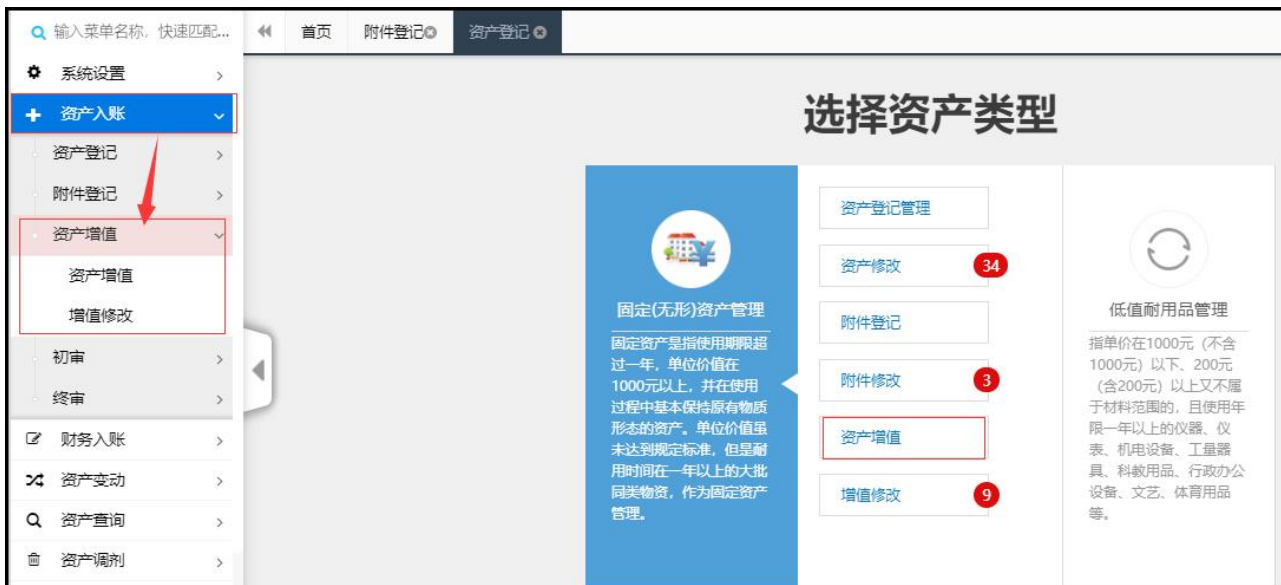 输入菜单名称，快速匹配...
首页
附件登记
资产登记
系统设置
资产入账
资产登记
附件登记
资产增值
资产增值
增值修改
初审
终审
财务入账
资产变动
资产查询
资产调剂
选择资产类型
固定(无形)资产管理
固定资产是指使用期限超
过一年，单位价值在
1000元以上，并在使用
过程中基本保持原有物质
形态的资产。单位价值虽
未达到规定标准，但是耐
用时间在一年以上的大批
同类物资，作为固定资产
管理。
资产登记管理
资产修改
34
附件登记
附件修改
3
资产增值
增值修改
9
低值耐用品管理
指单价在1000元（不含
1000元）以下、200元
（含200元）以上又不属
于材料范围的，且使用年
限一年以上的仪器、仪
表、机电设备、工量器
具、科教用品、行政办公
设备、文艺、体育用品
等。